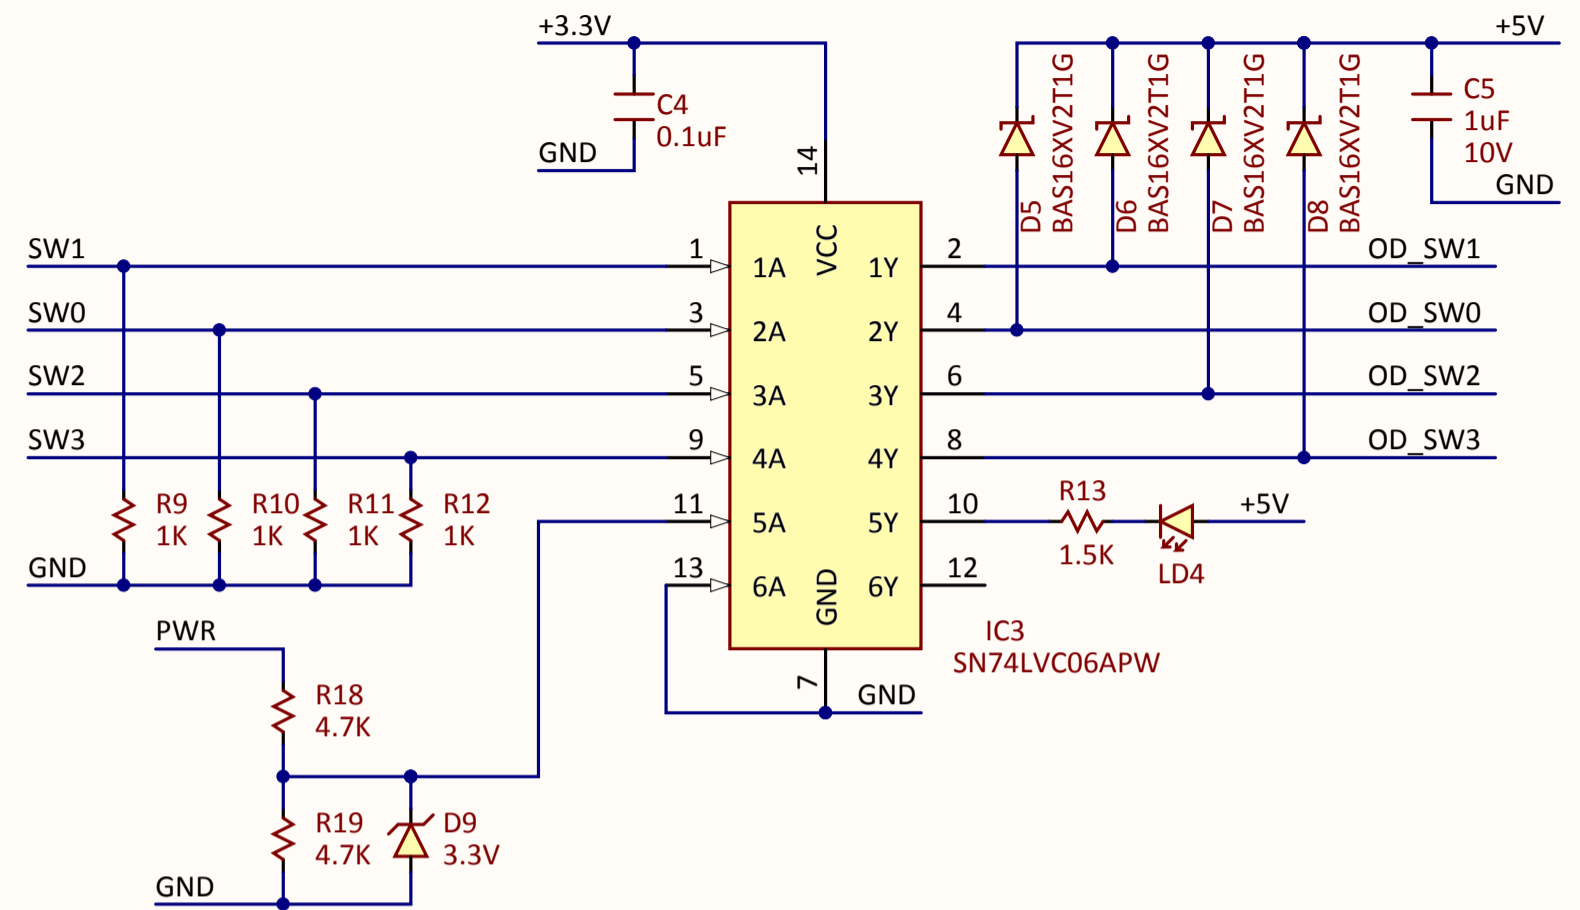 +3.3V
+5V
C4
0.1uF
GND
14
D5
BAS16XV2T1G
D6
BAS16XV2T1G
D7
BAS16XV2T1G
D8
BAS16XV2T1G
C5
1uF
10V
GND
SW1
1
1A
VCC
1Y
2
OD_SW1
SW0
3
2A
2Y
4
OD_SW0
SW2
5
3A
3Y
6
OD_SW2
SW3
9
4A
4Y
8
OD_SW3
R9
1K
R10
1K
R11
1K
R12
1K
11
5A
5Y
10
R13
1.5K
+5V
LD4
GND
13
6A
GND
6Y
12
IC3
SN74LVC06APW
7
GND
PWR
R18
4.7K
R19
4.7K
D9
3.3V
GND